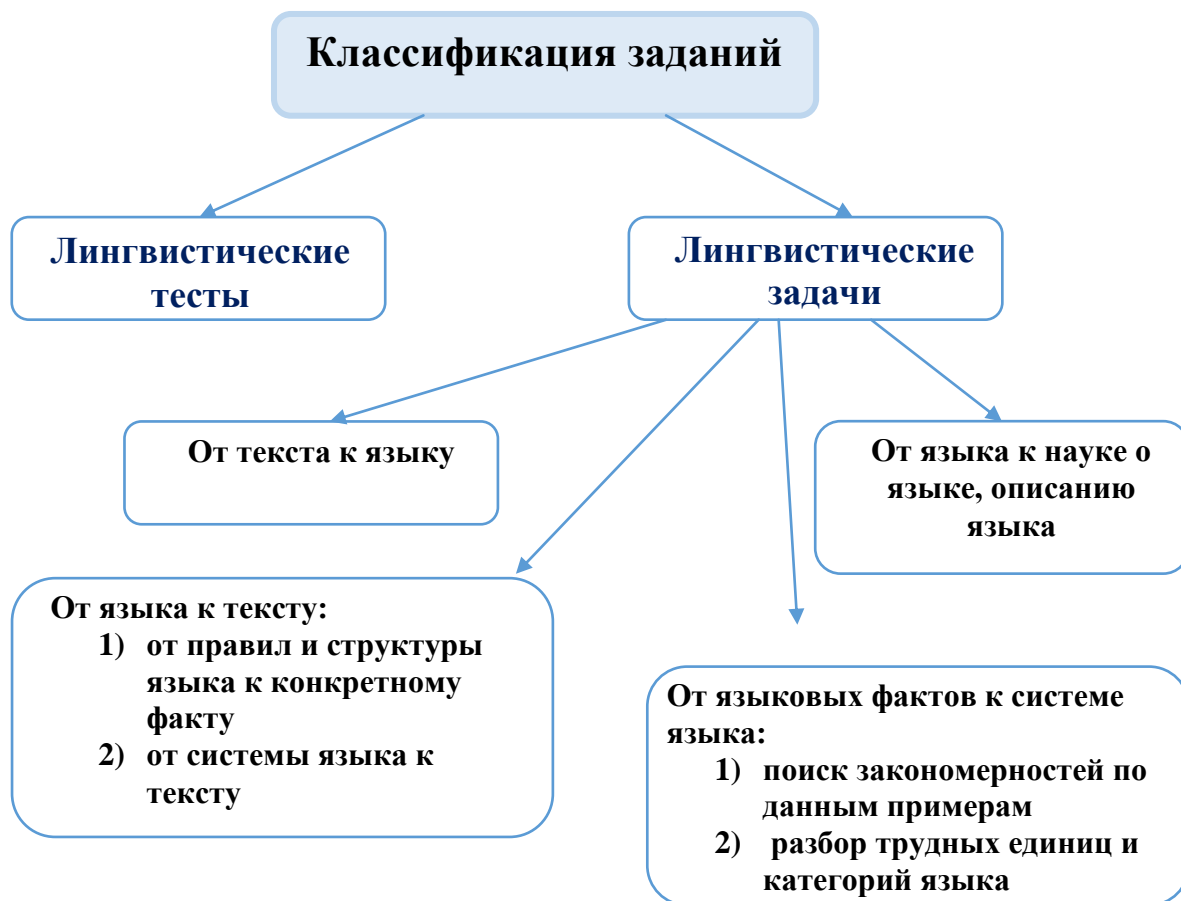 Классификация заданий
Лингвистические
тесты
Лингвистические
задачи
От текста к языку
От языка к науке о
языке, описанию
языка
От языка к тексту:
1) от правил и структуры
языка к конкретному
факту
2) от системы языка к
тексту
От языковых фактов к системе
языка:
1) поиск закономерностей по
данным примерам
2) разбор трудных единиц и
категорий языка